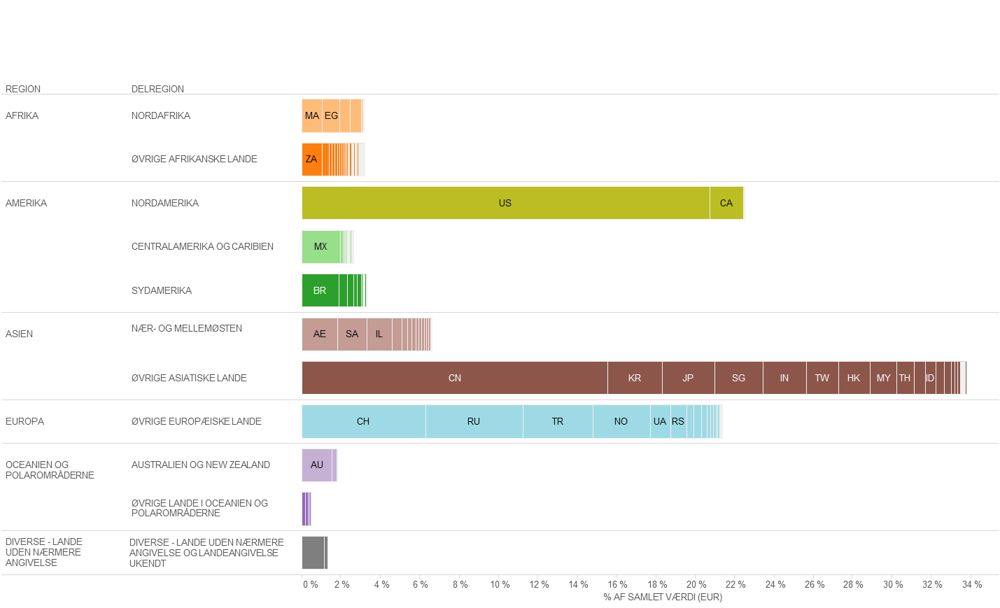 REGION DELREGION
AFRIKA NORDAFRIKA MA EG
ØVRIGE AFRIKANSKE LANDE ZA
AMERIKA NORDAMERIKA US CA
CENTRALAMERIKA OG CARIBIEN MX
SYDAMERIKA BR
NÆR- OG MELLEMØSTEN
ASIEN AE SA IL
ØVRIGE ASIATISKE LANDE CN KR JP SG IN TW HK MY TH ID
EUROPA ØVRIGE EUROPÆISKE LANDE CH RU TR NO UA RS
OCEANIEN OG
POLAROMRÅDERNE
AUSTRALIEN OG NEW ZEALAND AU
ØVRIGE LANDE I OCEANIEN OG
POLAROMRÅDERNE
DIVERSE - LANDE
UDEN NÆRMERE
ANGIVELSE
DIVERSE - LANDE UDEN NÆRMERE
ANGIVELSE OG LANDEANGIVELSE
UKENDT
0 % 2 % 4 % 6 % 8 % 10 % 12 % 14 % 16 % 18 % 20 % 22 % 24 % 26 % 28 % 30 % 32 % 34 %
% AF SAMLET VÆRDI (EUR)